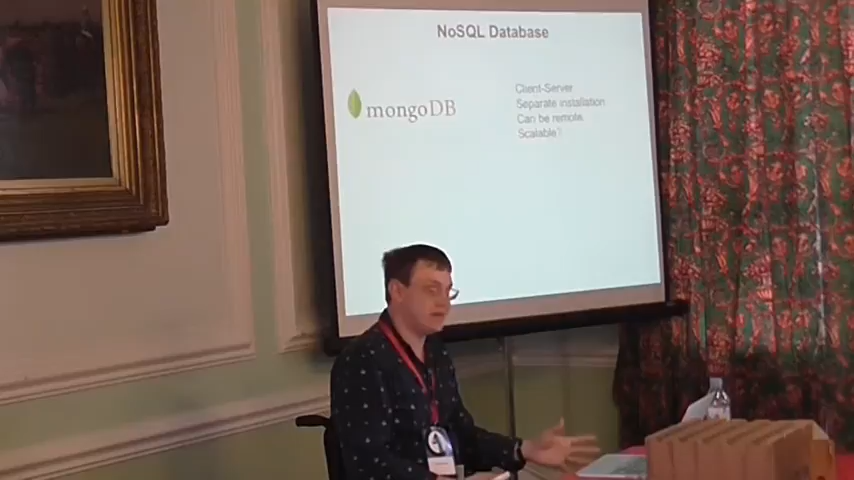 NoSQL Database
mongoDB
Client-Server
Separate installation
Can be remote.
Scalable?